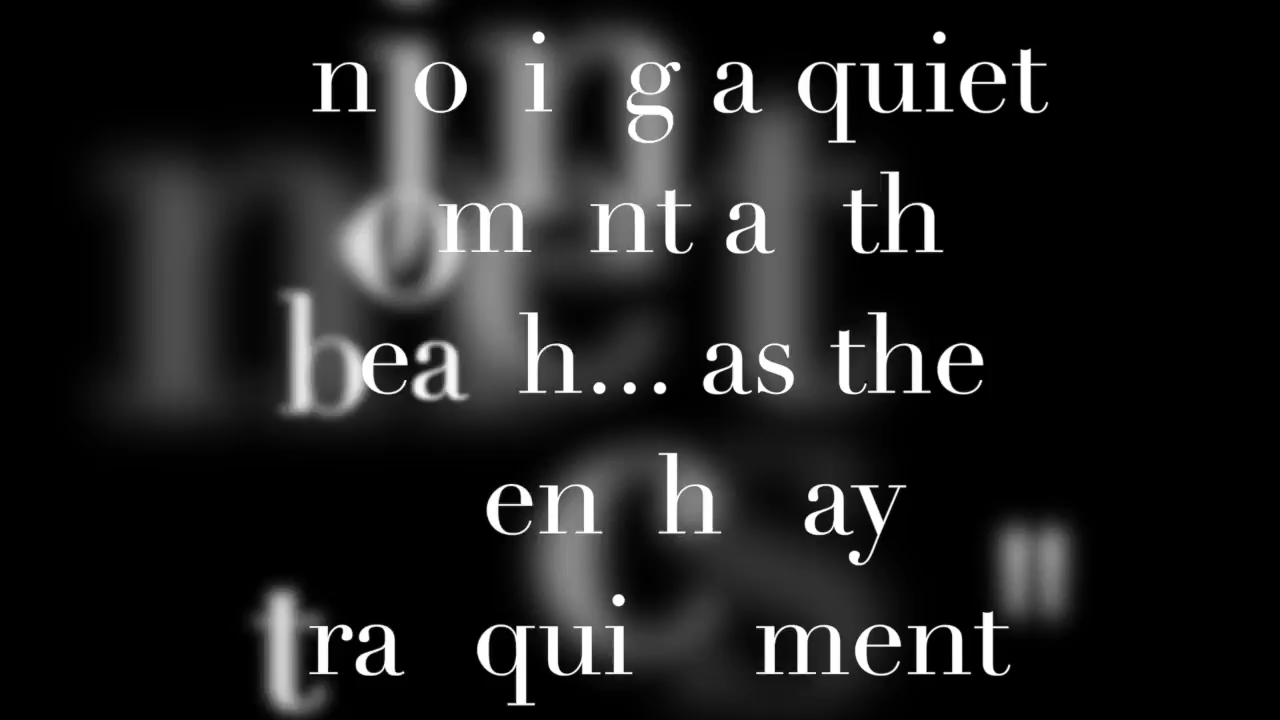 n o i g a quiet
m nt a th
bea h... as the
en h ay
tra qui ment"